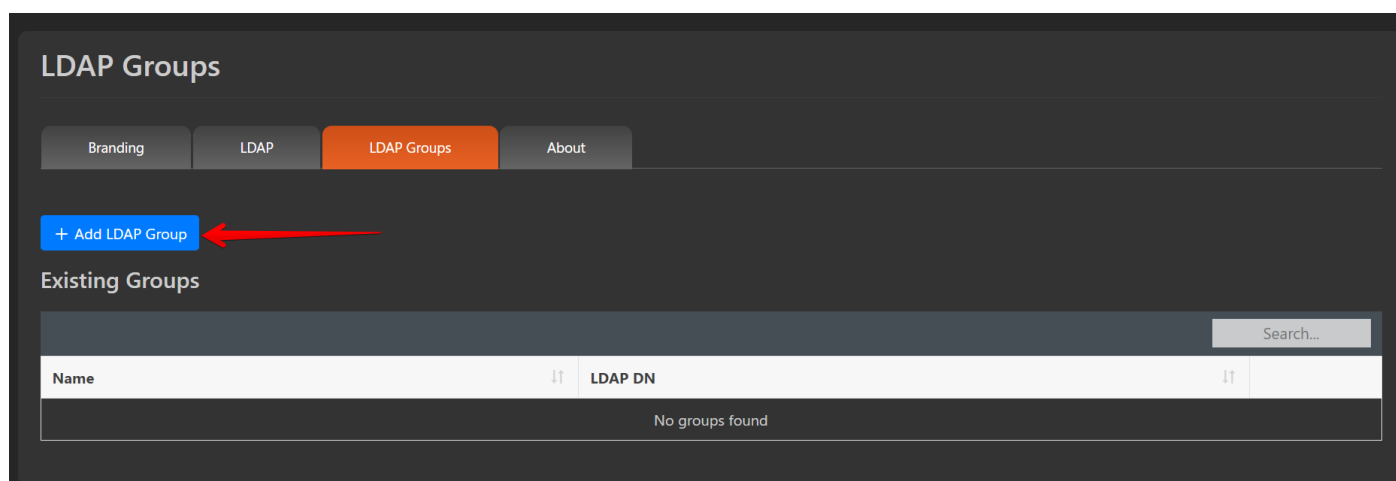 LDAP Groups
Branding LDAP LDAP Groups About
+ Add LDAP Group
Existing Groups
Search...
Name LDAP DN
No groups found